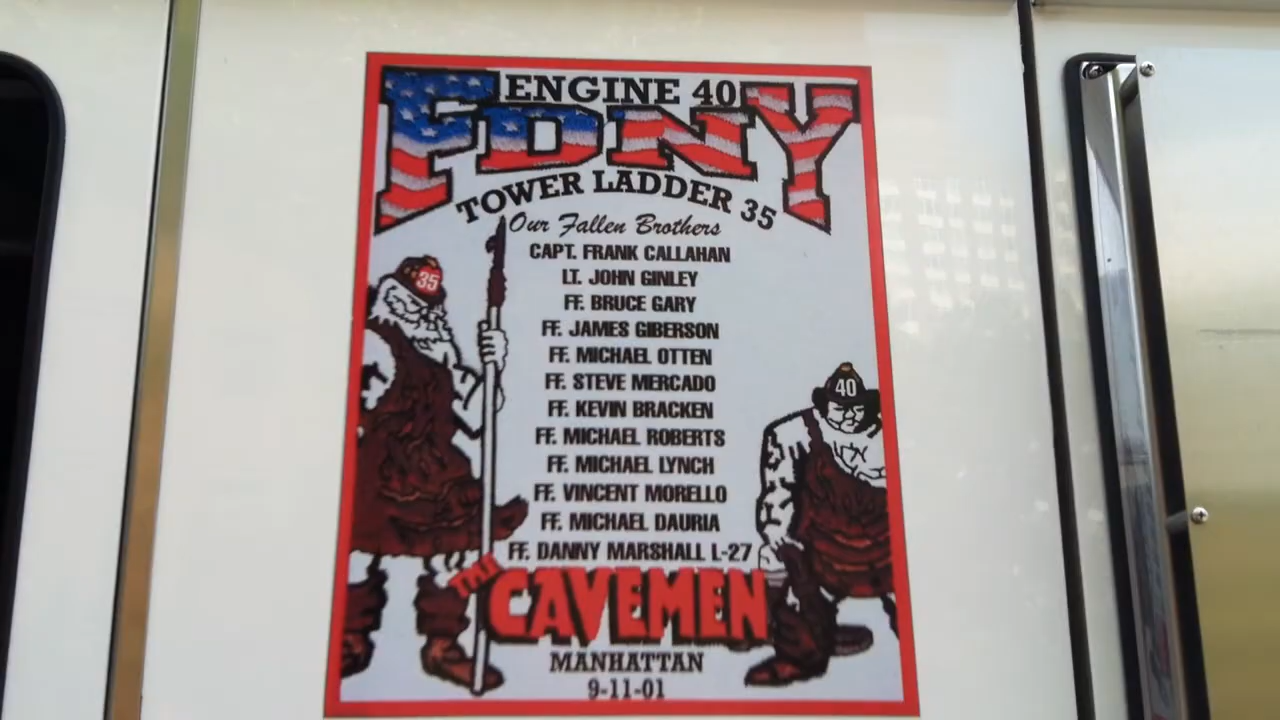 ENGINE 40
FDNY
TOWER LADDER 35
Our Fallen Brothers
CAPT. FRANK CALLAHAN
LT. JOHN GINLEY
FF. BRUCE GARY
FF. JAMES GIBERSON
FF. MICHAEL OTTEN
FF. STEVE MERCADO
FF. KEVIN BRACKEN
FF. MICHAEL ROBERTS
FF. MICHAEL LYNCH
FF. VINCENT MORELLO
FF. MICHAEL DAURIA
FF. DANNY MARSHALL L-27
35
40
THE CAVEMEN
MANHATTAN
9-11-01